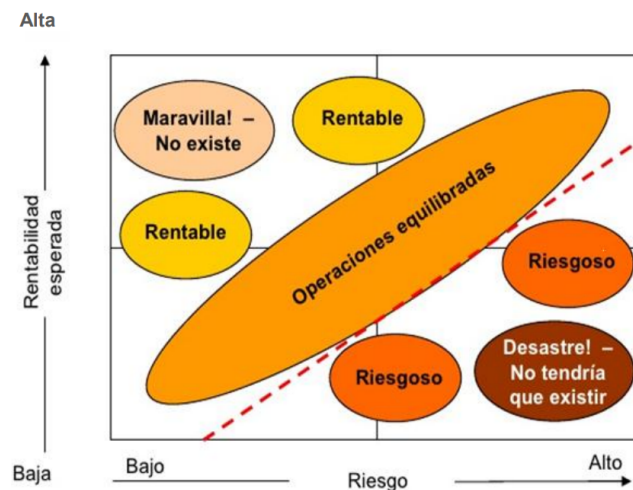 Alta
Rentabilidad
esperada
Maravilla! –
No existe
Rentable
Rentable
Operaciones equilibradas
Riesgoso
Riesgoso
Desastre! –
No tendría
que existir
Baja
Bajo
Riesgo
Alto